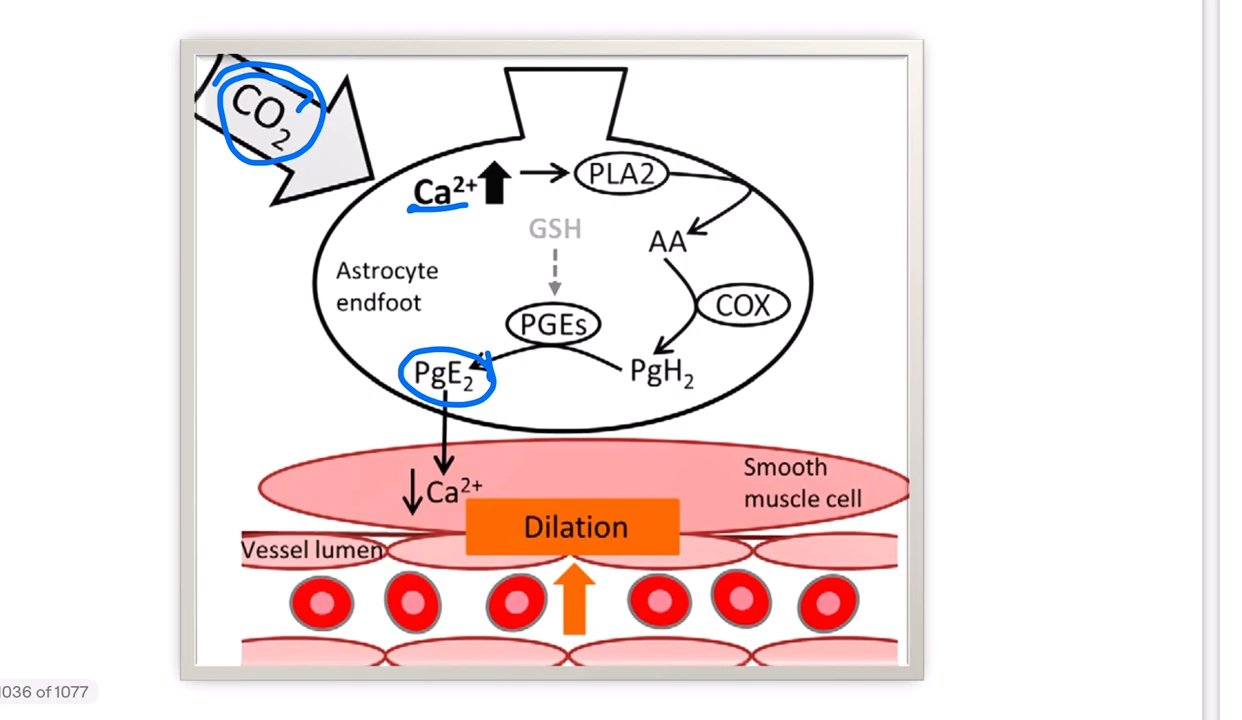 CO2
Ca2+
PLA2
GSH
AA
Astrocyte
endfoot
COX
PGEs
PgE2
PgH2
Smooth
muscle cell
Ca2+
Dilation
Vessel lumen
1036 of 1077